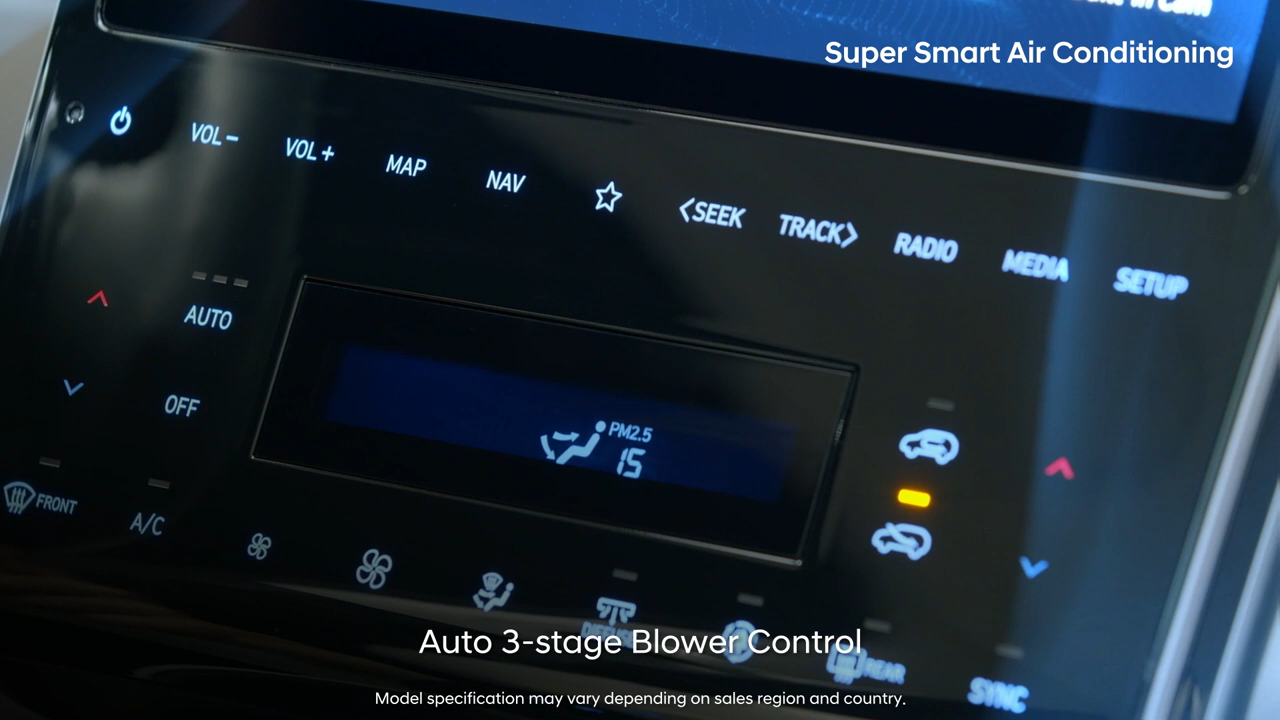 Super Smart Air Conditioning
VOL−
VOL+
MAP
NAV
<SEEK
TRACK>
RADIO
MEDIA
SETUP
AUTO
OFF
PM2.5
15
FRONT
A/C
REAR
SYNC
Auto 3-stage Blower Control
Model specification may vary depending on sales region and country.